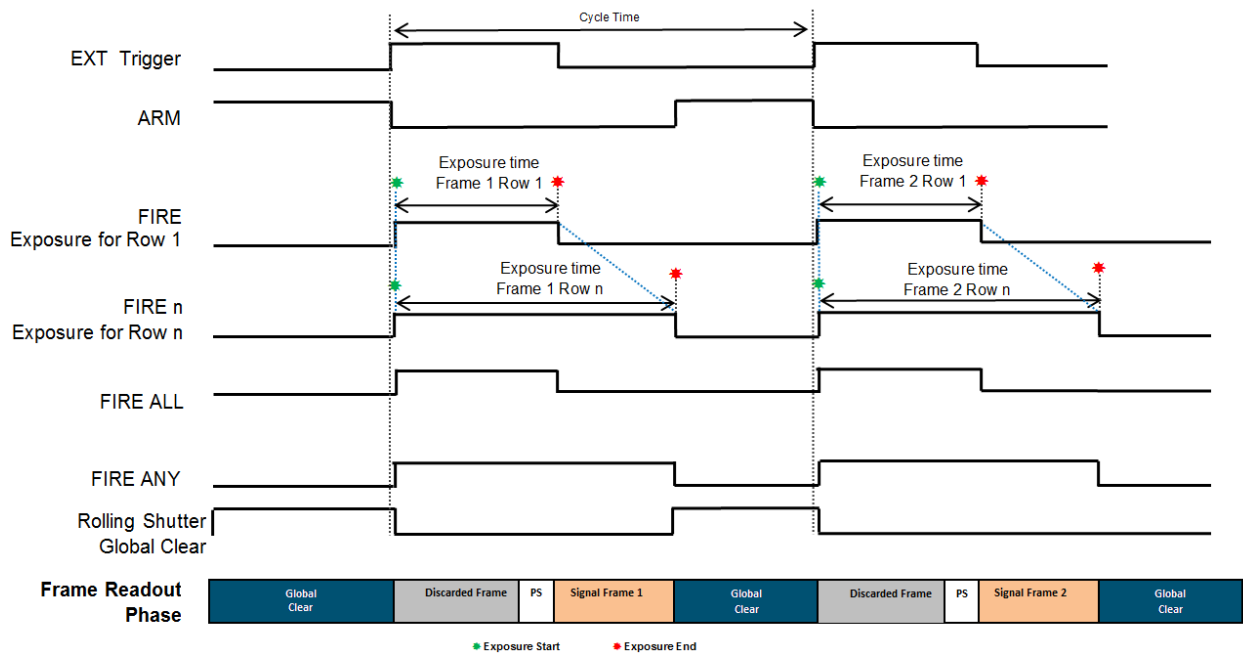 Cycle Time
EXT Trigger
ARM
Exposure time
Frame 1 Row 1
Exposure time
Frame 2 Row 1
FIRE
Exposure for Row 1
Exposure time
Frame 1 Row n
Exposure time
Frame 2 Row n
FIRE n
Exposure for Row n
FIRE ALL
FIRE ANY
Rolling Shutter
Global Clear
Frame Readout
Phase
Global
Clear
Discarded Frame
PS
Signal Frame 1
Global
Clear
Discarded Frame
PS
Signal Frame 2
Global
Clear
Exposure Start
Exposure End